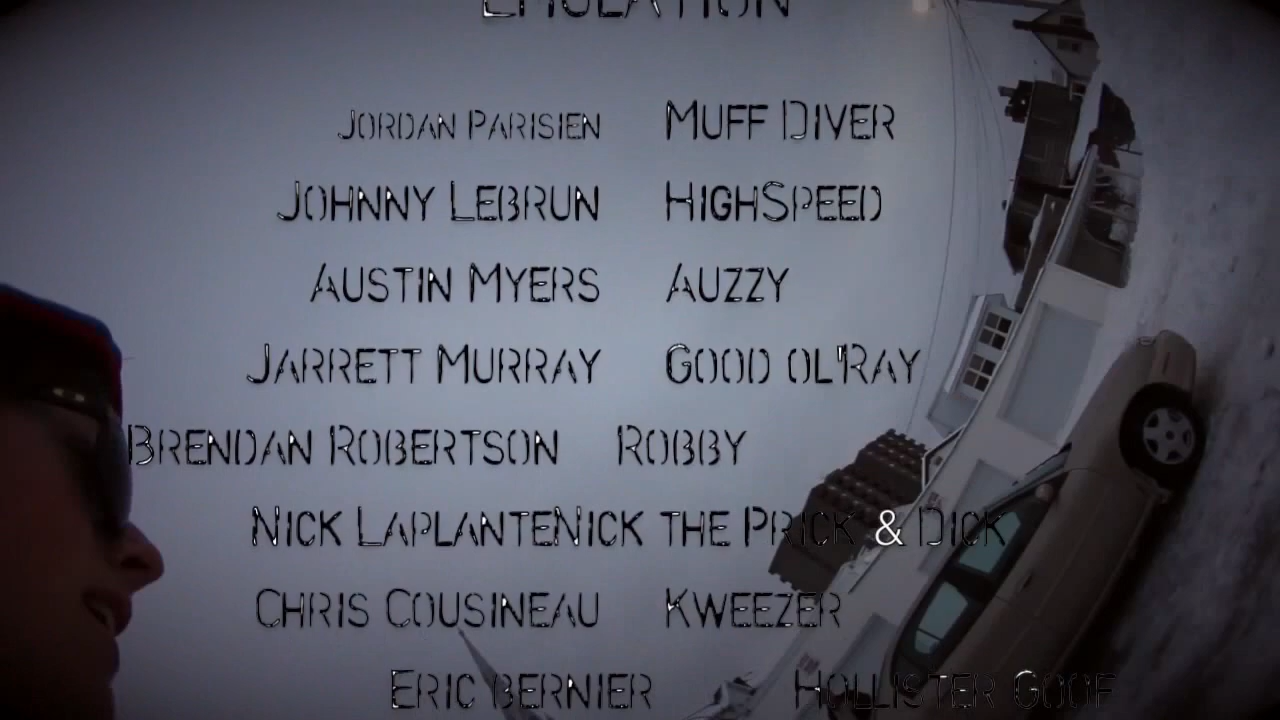 EMULATION
JORDAN PARISIEN MUFF DIVER
JOHNNY LEBRUN HIGHSPEED
AUSTIN MYERS AUZZY
JARRETT MURRAY GOOD OL'RAY
BRENDAN ROBERTSON ROBBY
NICK LAPLANTENICK THE PRICK & DICK
CHRIS COUSINEAU KWEEZER
ERIC BERNIER HOLLISTER GOOF